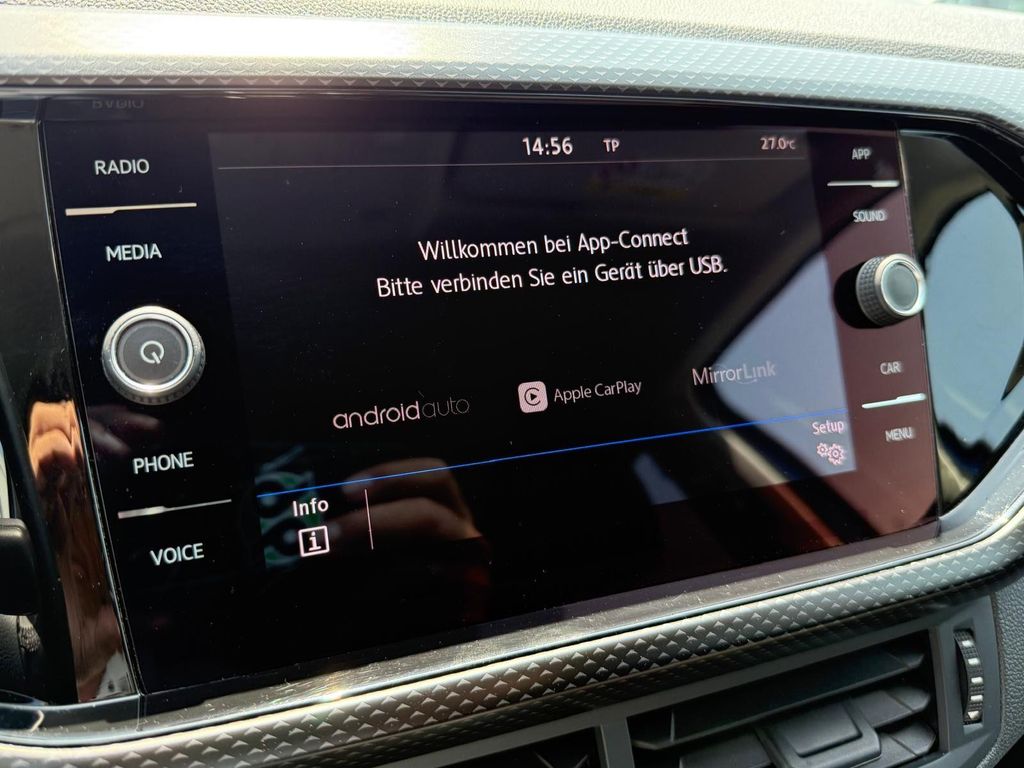 RADIO
MEDIA
PHONE
VOICE
14:56 TP 27.0°C
Willkommen bei App-Connect
Bitte verbinden Sie ein Gerät über USB.
androidauto
Apple CarPlay
MirrorLink
Setup
Info
i
APP
SOUND
CAR
MENU